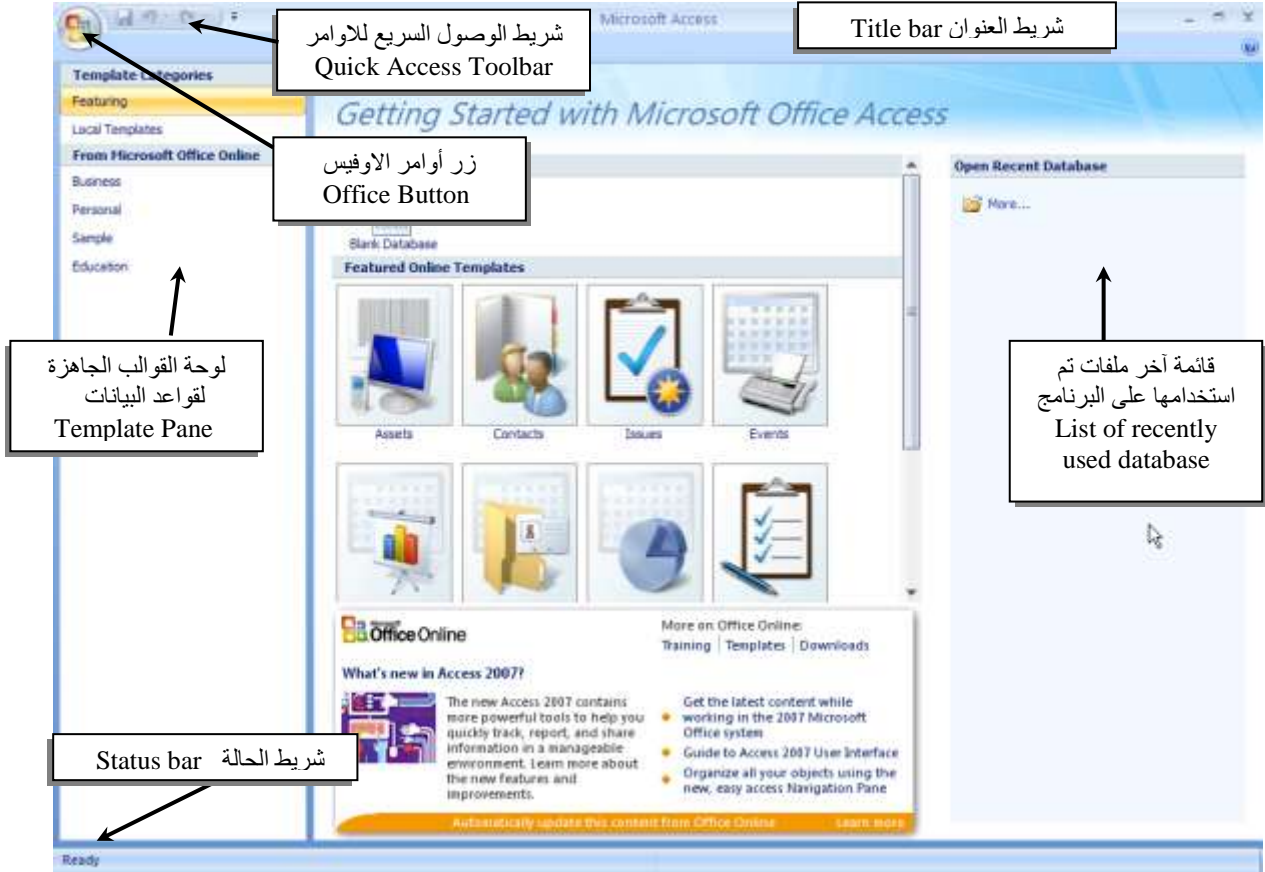 Microsoft Access
شريط العنوان Title bar
شريط الوصول السريع للاوامر
Quick Access Toolbar
Template Categories
Featuring
Local Templates
From Microsoft Office Online
Business
Personal
Sample
Education
Getting Started with Microsoft Office Access
زر أوامر الاوفيس
Office Button
Blank Database
Featured Online Templates
Assets
Contacts
Issues
Events
Open Recent Database
More...
لوحة القوالب الجاهزة
لقواعد البيانات
Template Pane
قائمة آخر ملفات تم
استخدامها على البرنامج
List of recently
used database
Microsoft
Office Online
More on Office Online:
Training | Templates | Downloads
What's new in Access 2007?
The new Access 2007 contains
more powerful tools to help you
quickly track, report, and share
information in a manageable
environment. Learn more about
the new features and
improvements.
Get the latest content while
working in the 2007 Microsoft
Office system
Guide to Access 2007 User Interface
Organize all your objects using the
new, easy access Navigation Pane
Automatically update this content from Office Online
Learn more
شريط الحالة Status bar
Ready